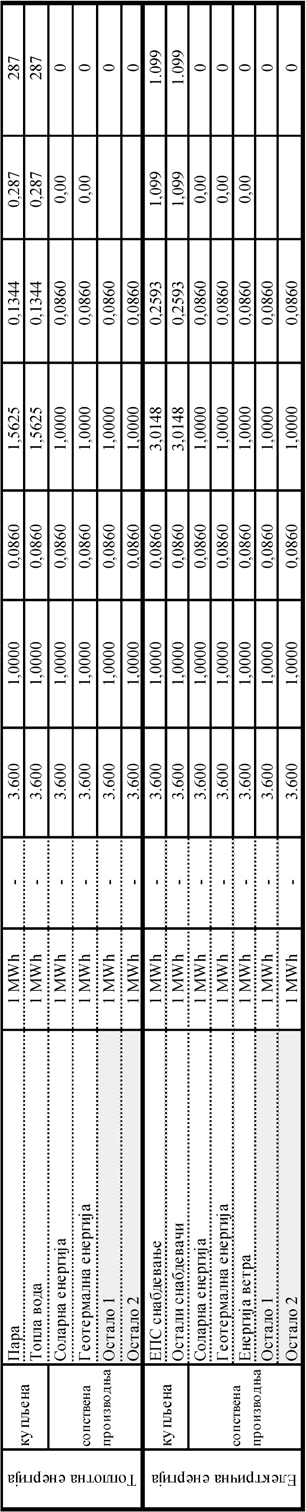 Топлотна енергија
купљена
Пара 1 MWh - 3.600 1,0000 0,0860 1,5625 0,1344 0,287 287
Топла вода 1 MWh - 3.600 1,0000 0,0860 1,5625 0,1344 0,287 287
сопствена производња
Соларна енергија 1 MWh - 3.600 1,0000 0,0860 1,0000 0,0860 0,00 0
Геотермална енергија 1 MWh - 3.600 1,0000 0,0860 1,0000 0,0860 0,00 0
Остало 1 1 MWh - 3.600 1,0000 0,0860 1,0000 0,0860 0
Остало 2 1 MWh - 3.600 1,0000 0,0860 1,0000 0,0860 0
Електрична енергија
купљена
ЕПС снабдевање 1 MWh - 3.600 1,0000 0,0860 3,0148 0,2593 1,099 1.099
Остали снабдевачи 1 MWh - 3.600 1,0000 0,0860 3,0148 0,2593 1,099 1.099
сопствена производња
Соларна енергија 1 MWh - 3.600 1,0000 0,0860 1,0000 0,0860 0,00 0
Геотермална енергија 1 MWh - 3.600 1,0000 0,0860 1,0000 0,0860 0,00 0
Енергија ветра 1 MWh - 3.600 1,0000 0,0860 1,0000 0,0860 0,00 0
Остало 1 1 MWh - 3.600 1,0000 0,0860 1,0000 0,0860 0
Остало 2 1 MWh - 3.600 1,0000 0,0860 1,0000 0,0860 0